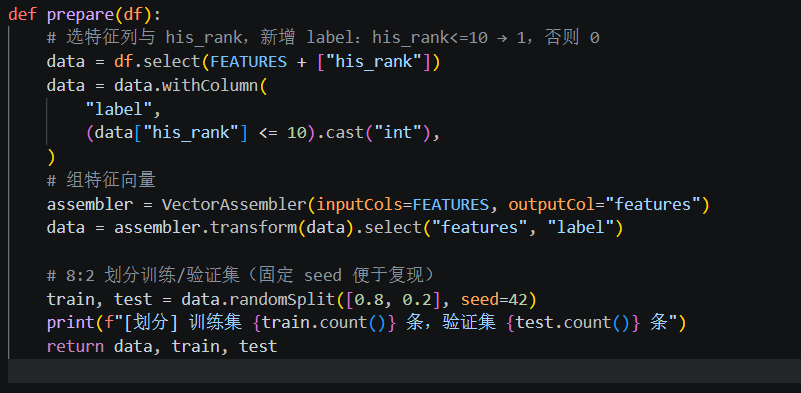 def prepare(df):
    # 选特征列与 his_rank，新增 label：his_rank<=10 → 1，否则 0
    data = df.select(FEATURES + ["his_rank"])
    data = data.withColumn(
        "label",
        (data["his_rank"] <= 10).cast("int"),
    )
    # 组特征向量
    assembler = VectorAssembler(inputCols=FEATURES, outputCol="features")
    data = assembler.transform(data).select("features", "label")

    # 8:2 划分训练/验证集（固定 seed 便于复现）
    train, test = data.randomSplit([0.8, 0.2], seed=42)
    print(f"[划分] 训练集 {train.count()} 条，验证集 {test.count()} 条")
    return data, train, test